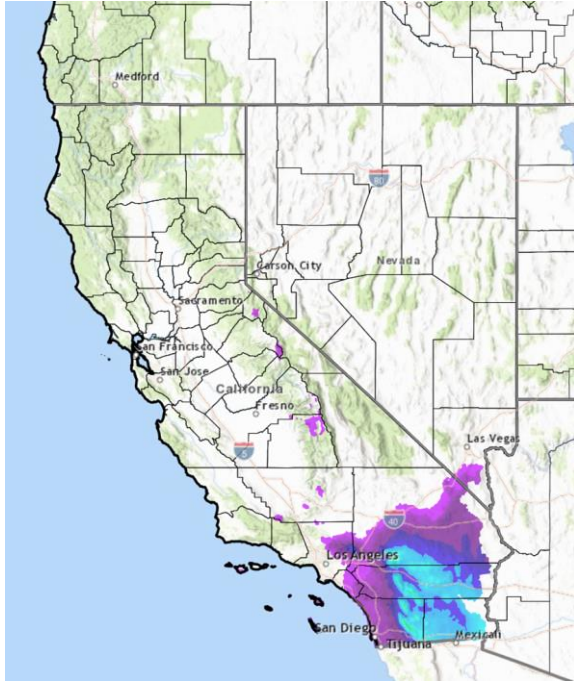 Medford
80
Carson City
Nevada
Sacramento
San Francisco
San Jose
California
Fresno
5
Las Vegas
40
Los Angeles
San Diego
Mexicali
Tijuana